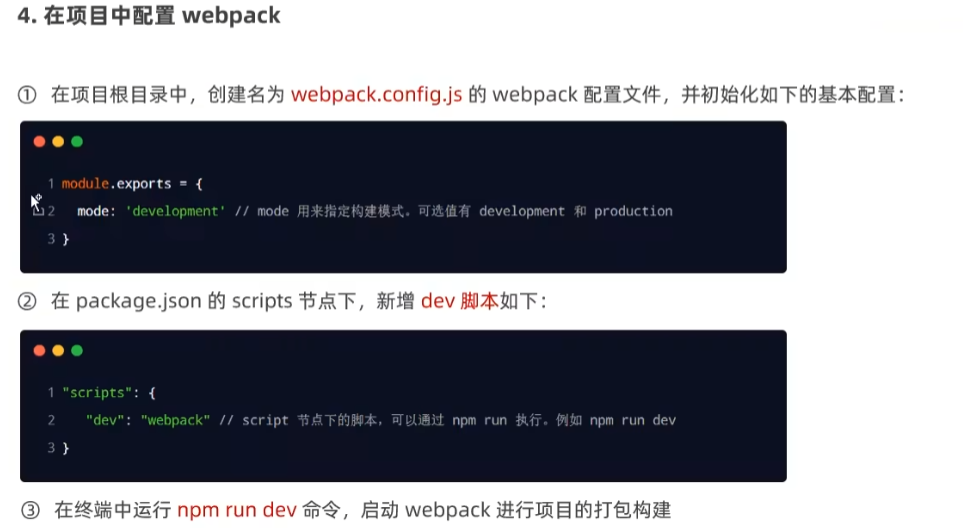 4. 在项目中配置 webpack
① 在项目根目录中，创建名为 webpack.config.js 的 webpack 配置文件，并初始化如下的基本配置：
1 module.exports = {
2 mode: 'development' // mode 用来指定构建模式。可选值有 development 和 production
3 }
② 在 package.json 的 scripts 节点下，新增 dev 脚本如下：
1 "scripts": {
2 "dev": "webpack" // script 节点下的脚本，可以通过 npm run 执行。例如 npm run dev
3 }
③ 在终端中运行 npm run dev 命令，启动 webpack 进行项目的打包构建